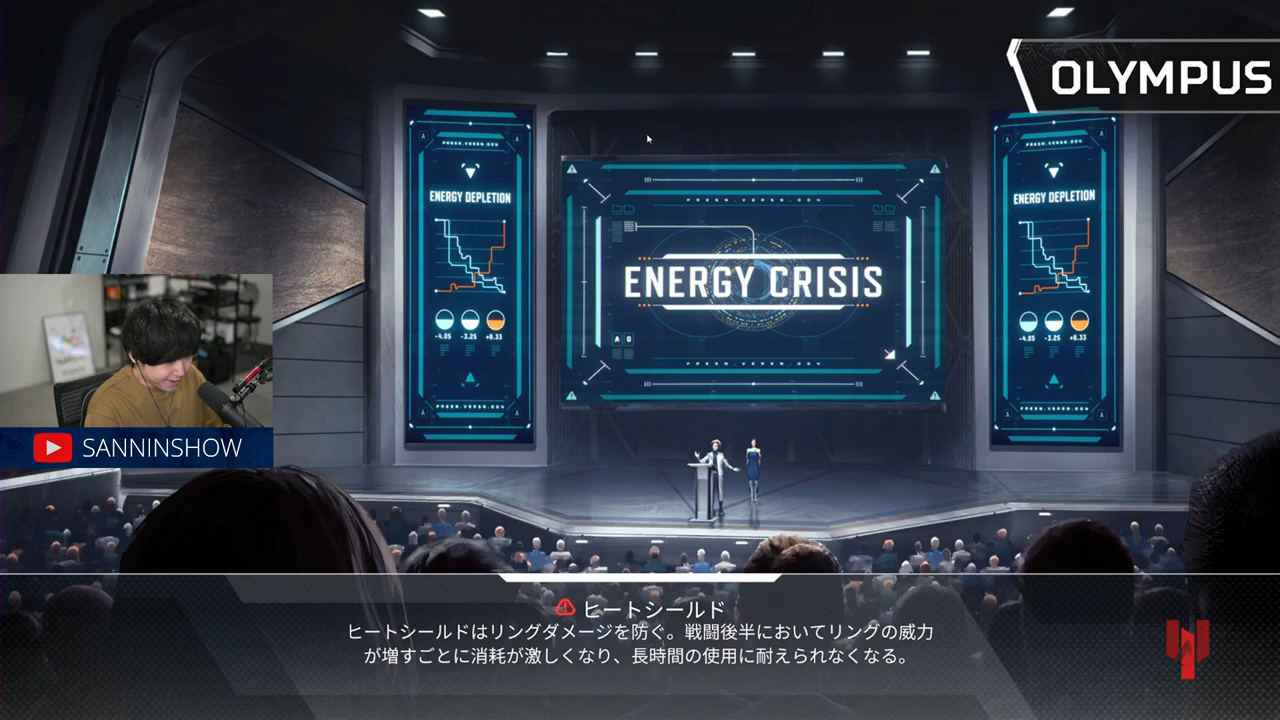 OLYMPUS
ENERGY DEPLETION
-4.05 -3.25 +8.33
ENERGY CRISIS
A
ENERGY DEPLETION
-4.05 -3.25 +8.33
SANNINSHOW
ヒートシールド
ヒートシールドはリングダメージを防ぐ。戦闘後半においてリングの威力
が増すごとに消耗が激しくなり、長時間の使用に耐えられなくなる。